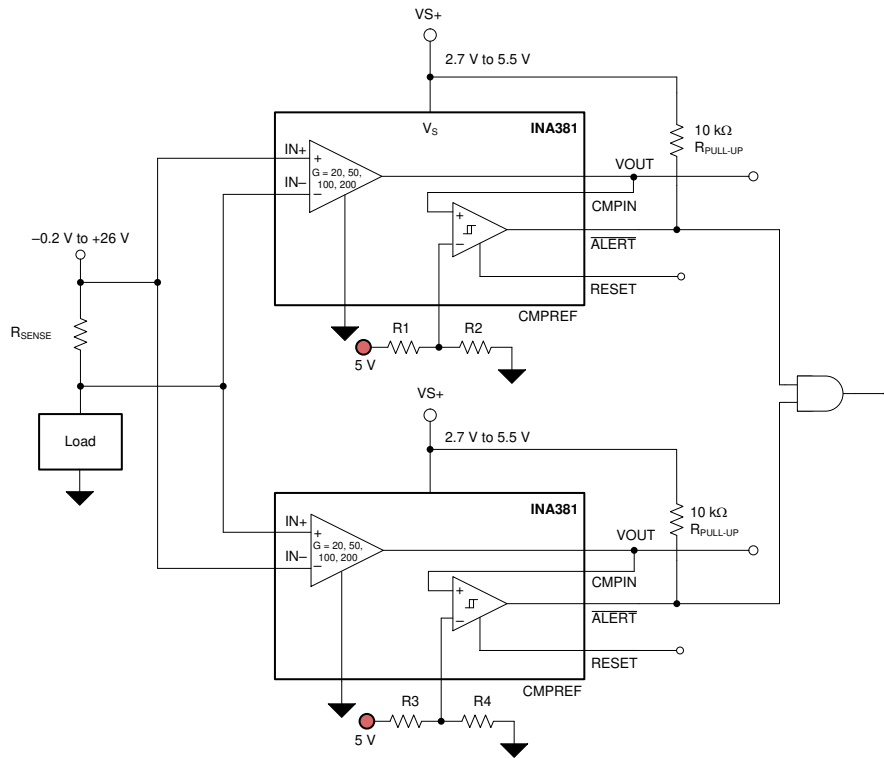 VS+
2.7 V to 5.5 V
VS
INA381
10 kΩ
RPULL-UP
IN+
+
G = 20, 50,
100, 200
IN–
–
VOUT
CMPIN
+
–
ALERT
RESET
CMPREF
–0.2 V to +26 V
RSENSE
Load
R1
R2
5 V
VS+
2.7 V to 5.5 V
INA381
10 kΩ
RPULL-UP
IN+
+
G = 20, 50,
100, 200
IN–
–
VOUT
CMPIN
+
–
ALERT
RESET
CMPREF
R3
R4
5 V